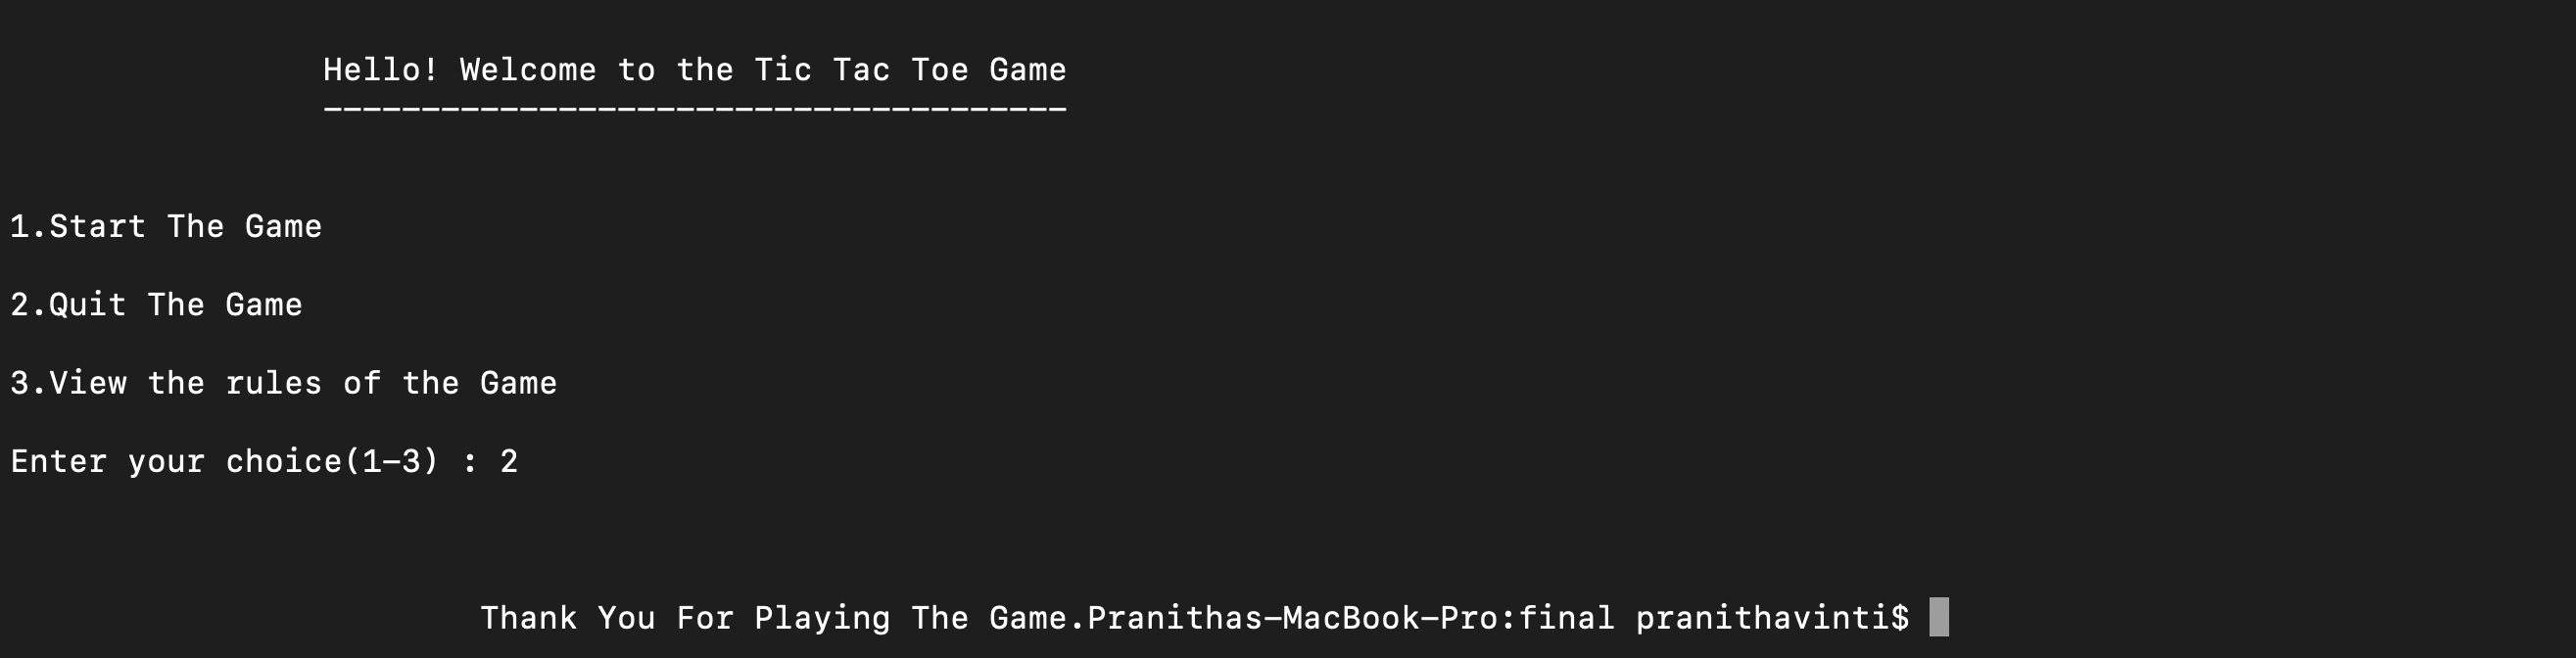 Hello! Welcome to the Tic Tac Toe Game
--------------------------------------
1.Start The Game
2.Quit The Game
3.View the rules of the Game
Enter your choice(1-3) : 2
Thank You For Playing The Game.Pranithas-MacBook-Pro:final pranithavinti$